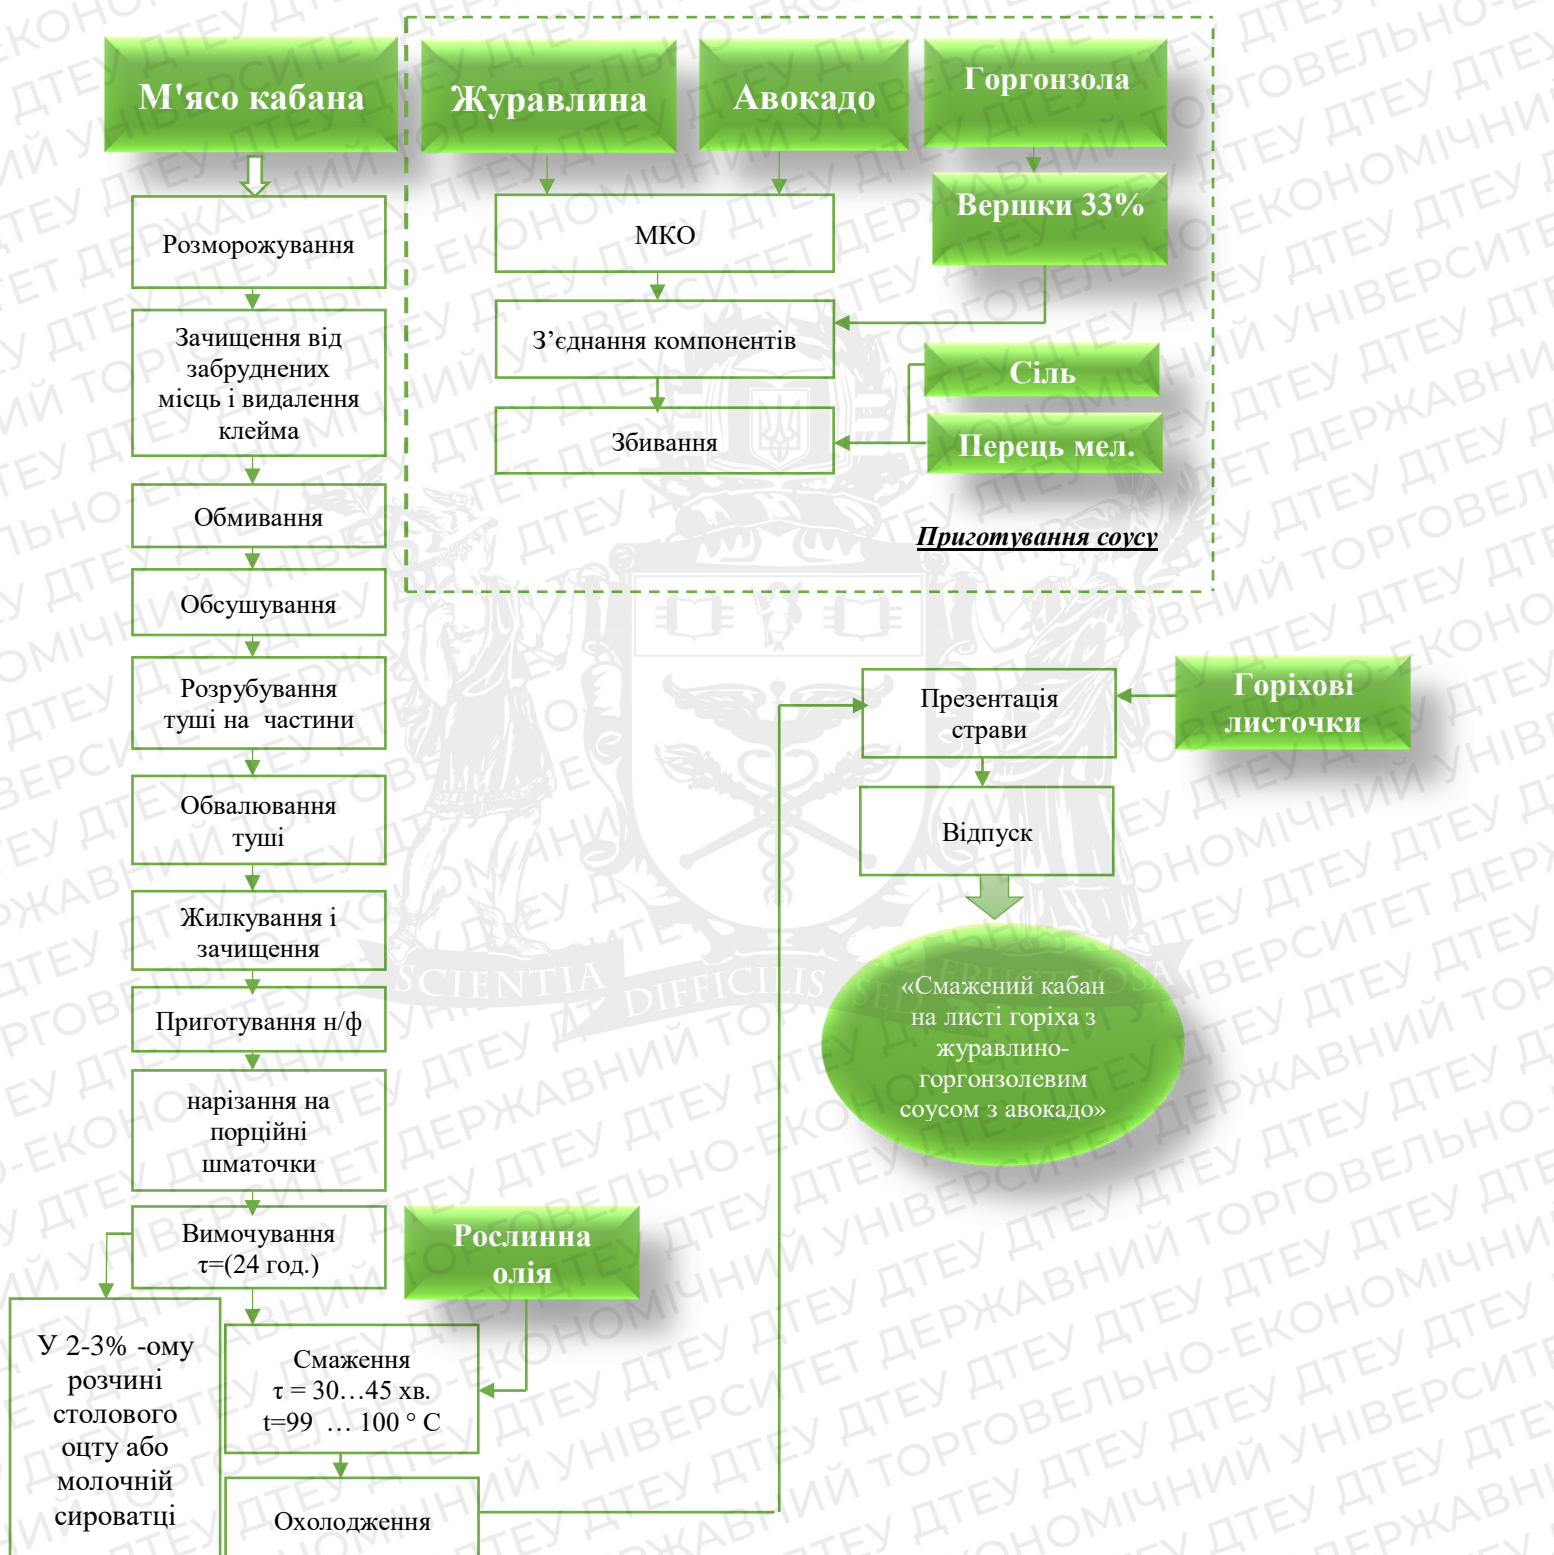 М'ясо кабана
Журавлина
Авокадо
Горгонзола
Вершки 33%
Розморожування
МКО
Зачищення від
забруднених
місць і видалення
клейма
З’єднання компонентів
Сіль
Збивання
Перець мел.
Обмивання
Приготування соусу
Обсушування
Розрубування
туші на частини
Презентація
страви
Горіхові
листочки
Обвалювання
туші
Відпуск
Жилкування і
зачищення
Приготування н/ф
«Смажений кабан
на листі горіха з
журавлино-
горгонзолевим
соусом з авокадо»
нарізання на
порційні
шматочки
Вимочування
τ=(24 год.)
Рослинна
олія
У 2-3% -ому
розчині
столового
оцту або
молочній
сироватці
Смаження
τ = 30…45 хв.
t=99 … 100 ° С
Охолодження
SCIENTIA
DIFFICILIS